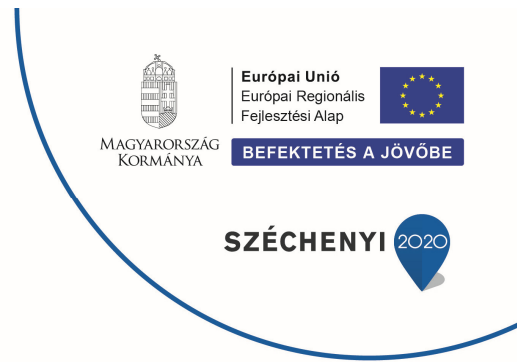 Európai Unió
Európai Regionális
Fejlesztési Alap
MAGYARORSZÁG
KORMÁNYA
BEFEKTETÉS A JÖVŐBE
SZÉCHENYI 2020